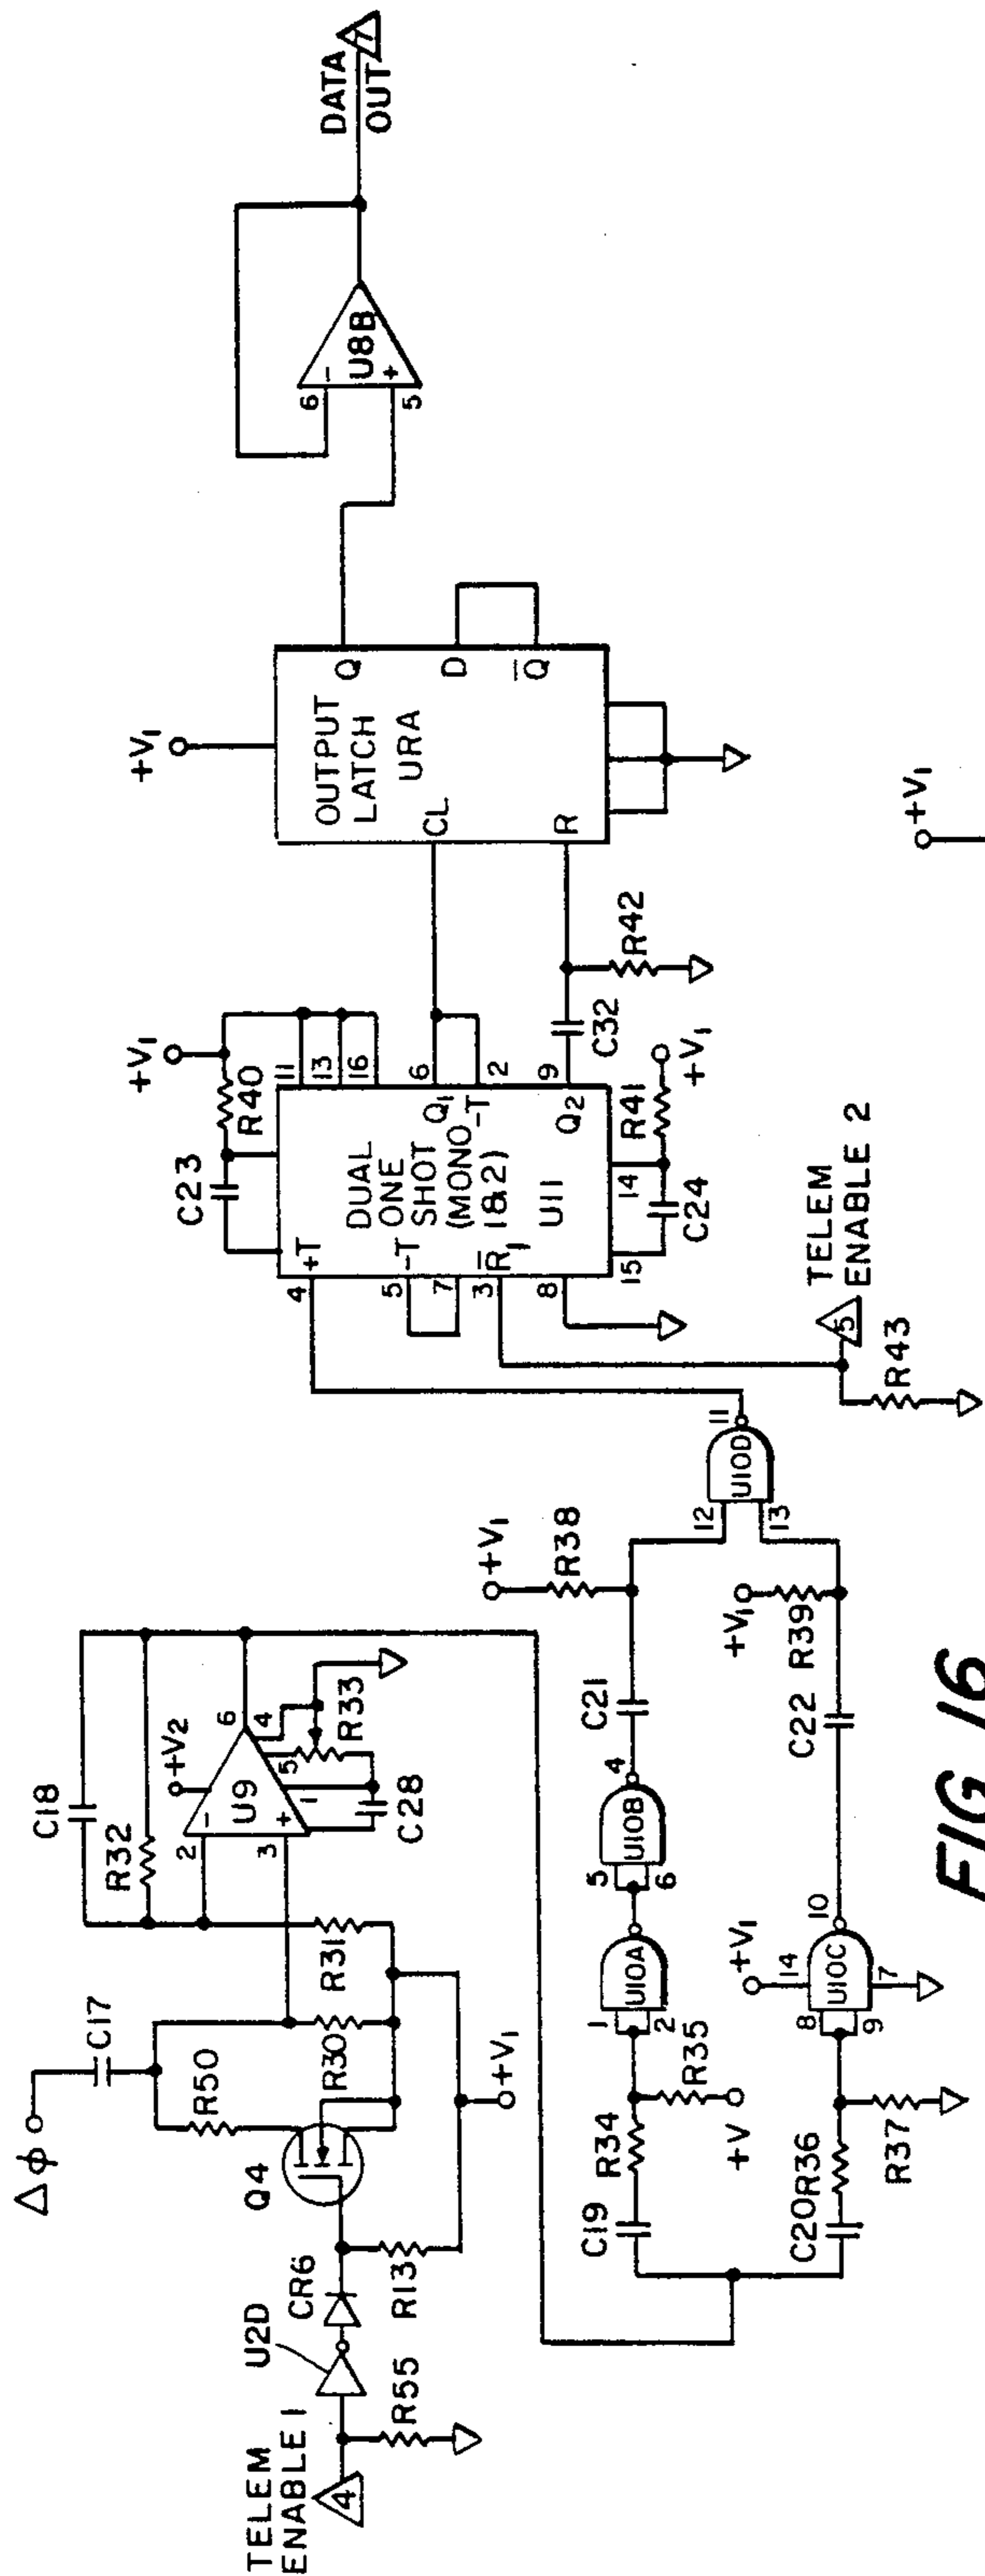 Δφ
C17
R50
Q4
R30
R31
+V1
TELEM
ENABLE 1
4
U2D
CR6
R55
R13
C18
R32
+V2
2
3
-
+
U9
6
4
5
1
R33
C28
C19
R34
R35
+V
1
2
U10A
5
6
U10B
4
C21
+V1
R38
C20
R36
R37
8
9
U10C
+V1
14
7
10
C22
+V1
R39
12
13
U10D
11
TELEM
ENABLE 2
5
R43
+V1
R40
C23
4
+T
5
-T
7
3
R̅1
8
DUAL
ONE
SHOT
(MONO
1&2)
U11
11
13
16
6
Q1
-T
2
9
Q2
15
14
C24
R41
+V1
C32
R42
+V1
OUTPUT
LATCH
URA
CL
R
Q
D
Q̅
6
-
5
+
U8B
DATA
OUT
7
+V1
FIG. 16